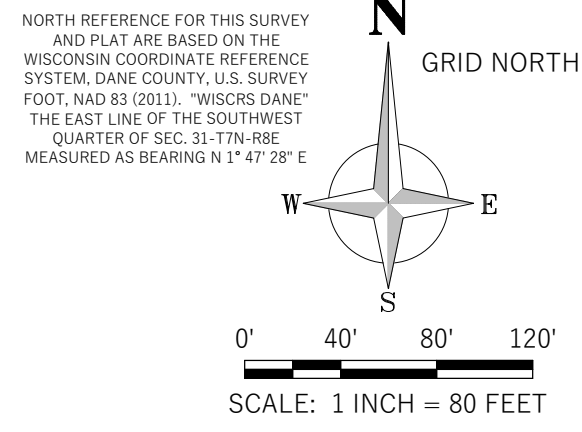 NORTH REFERENCE FOR THIS SURVEY
AND PLAT ARE BASED ON THE
WISCONSIN COORDINATE REFERENCE
SYSTEM, DANE COUNTY, U.S. SURVEY
FOOT, NAD 83 (2011). "WISCRS DANE"
THE EAST LINE OF THE SOUTHWEST
QUARTER OF SEC. 31-T7N-R8E
MEASURED AS BEARING N 1° 47' 28" E
N
GRID NORTH
W E
S
0' 40' 80' 120'
SCALE: 1 INCH = 80 FEET